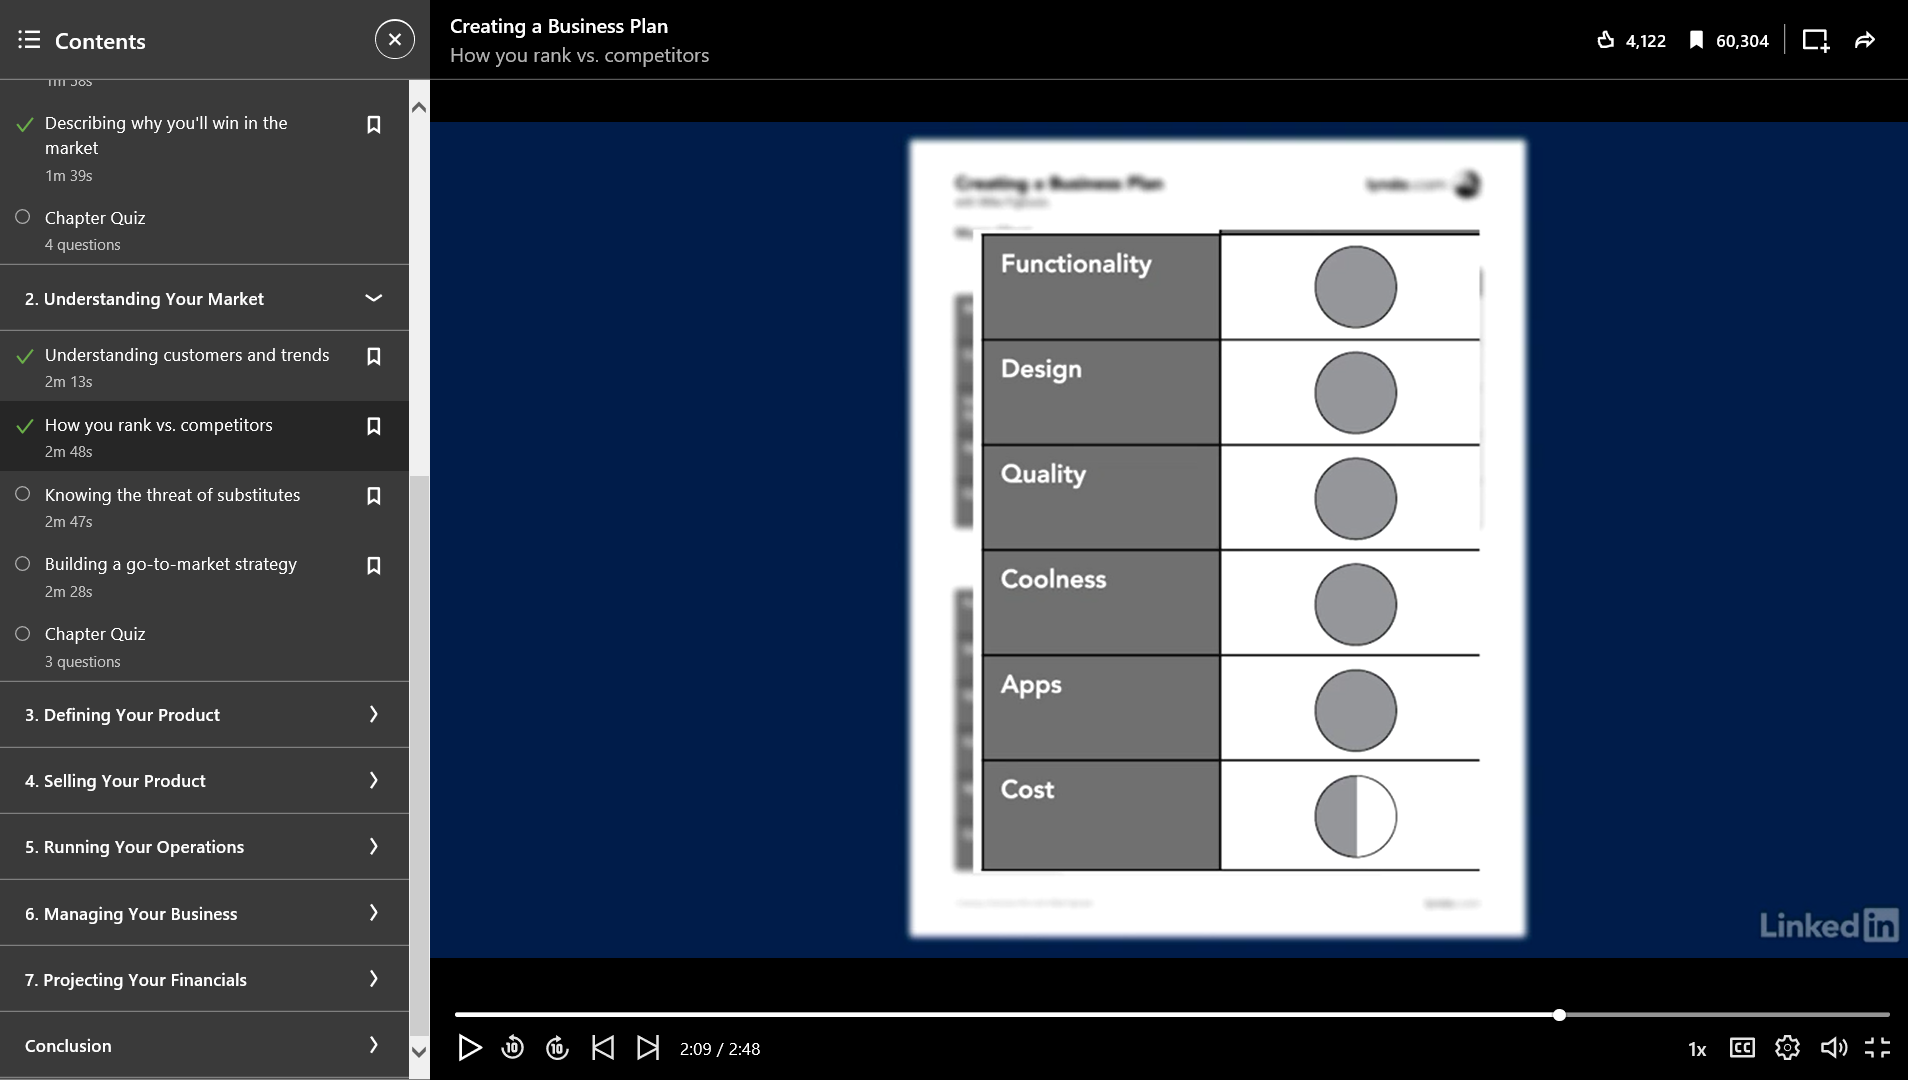 Contents
1m 58s
Describing why you'll win in the
market
1m 39s
Chapter Quiz
4 questions
2. Understanding Your Market
Understanding customers and trends
2m 13s
How you rank vs. competitors
2m 48s
Knowing the threat of substitutes
2m 47s
Building a go-to-market strategy
2m 28s
Chapter Quiz
3 questions
3. Defining Your Product
4. Selling Your Product
5. Running Your Operations
6. Managing Your Business
7. Projecting Your Financials
Conclusion
Creating a Business Plan
How you rank vs. competitors
4,122
60,304
Creating a Business Plan
lynda.com
Functionality
Design
Quality
Coolness
Apps
Cost
Linked in
10
10
2:09 / 2:48
1x
CC